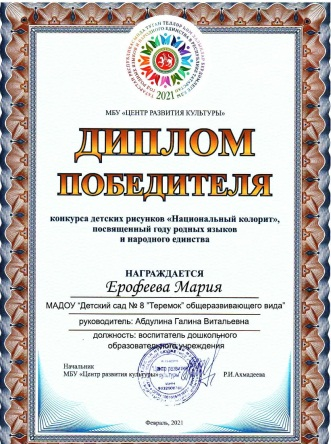 2021
МБУ «ЦЕНТР РАЗВИТИЯ КУЛЬТУРЫ»
ДИПЛОМ
ПОБЕДИТЕЛЯ
конкурса детских рисунков «Национальный колорит»,
посвященный году родных языков
и народного единства
НАГРАЖДАЕТСЯ
Ерофеева Мария
МАДОУ "Детский сад № 8 "Теремок" общеразвивающего вида"
руководитель: Абдулина Галина Витальевна
должность: воспитатель дошкольного
образовательного учреждения
Начальник
МБУ «Центр развития культуры»
Р.И.Ахмадеева
Февраль, 2021